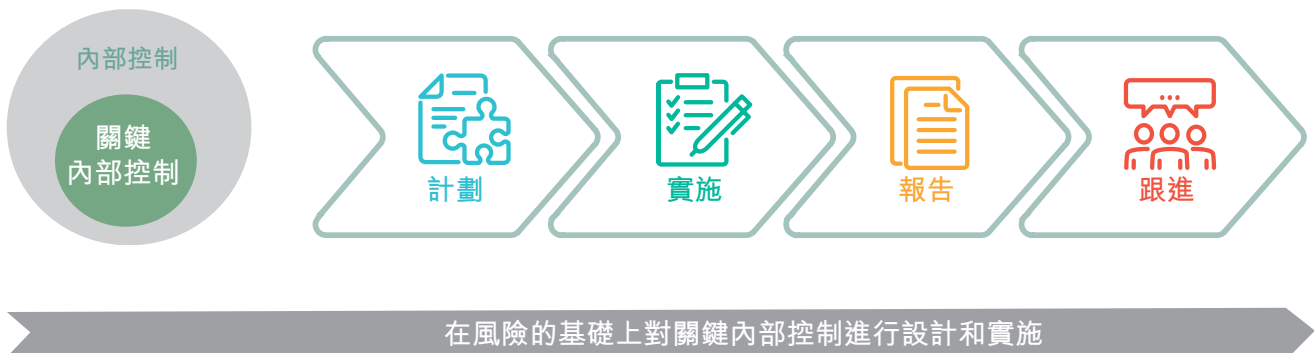 內部控制
關鍵
內部控制
計劃
實施
報告
跟進
在風險的基礎上對關鍵內部控制進行設計和實施